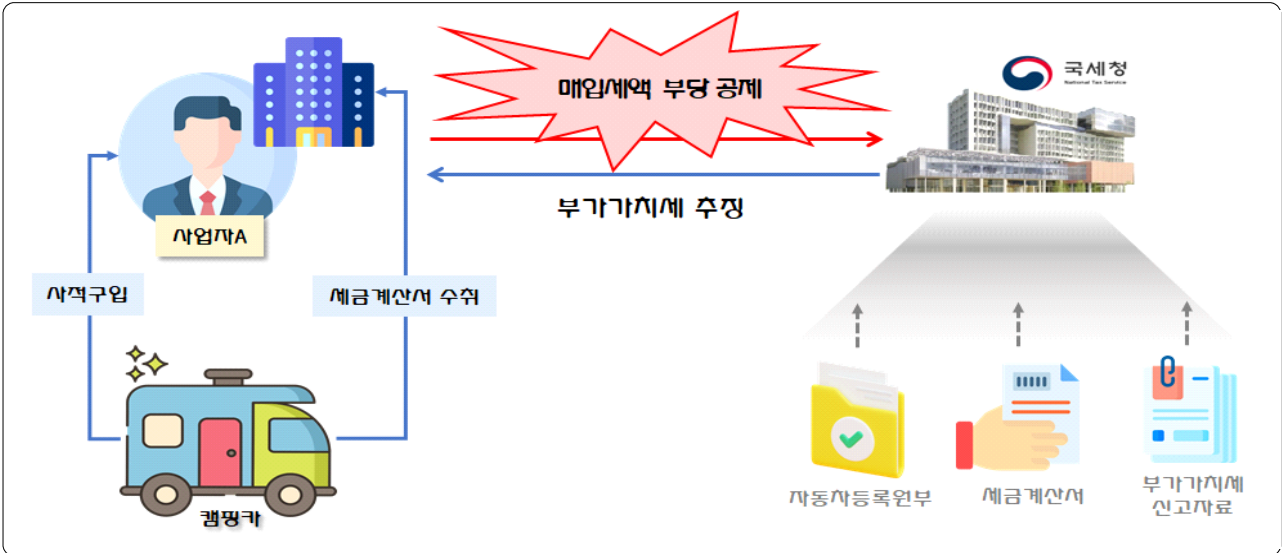 매입세액 부당 공제
국세청
National Tax Service
부가가치세 추징
사업자A
사적구입
세금계산서 수취
캠핑카
자동차등록원부
세금계산서
부가가치세
신고자료